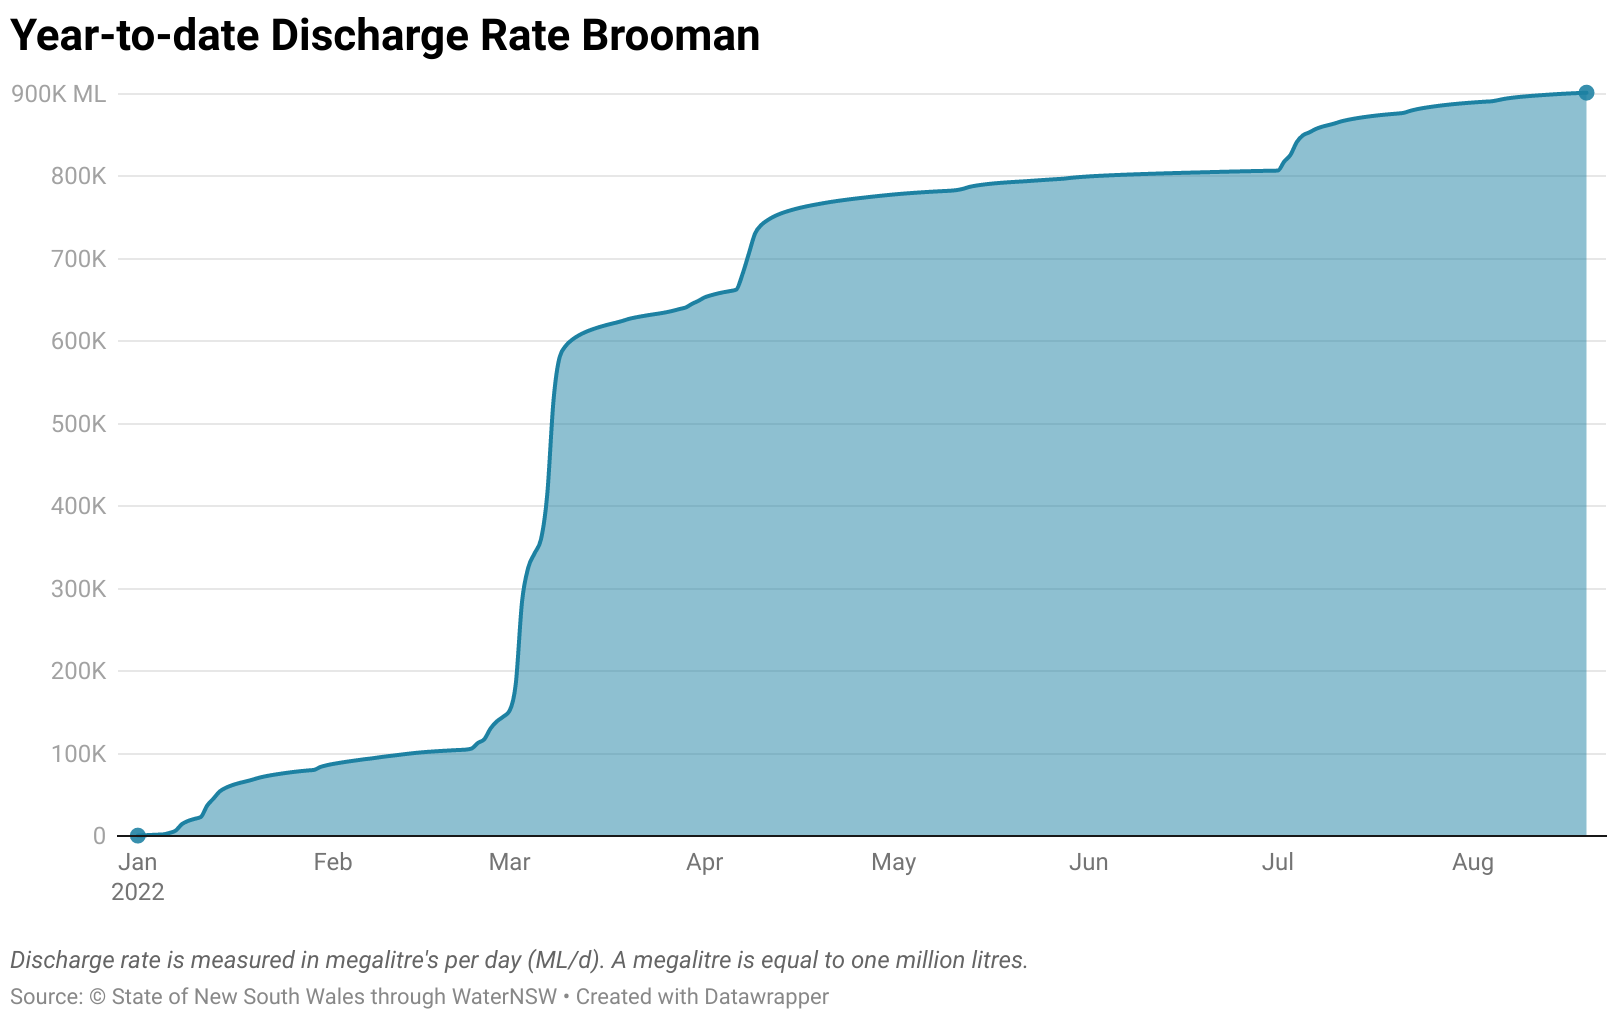 Year-to-date Discharge Rate Brooman
900K ML
800K
700K
600K
500K
400K
300K
200K
100K
0
Jan Feb Mar Apr May Jun Jul Aug
2022
Discharge rate is measured in megalitre's per day (ML/d). A megalitre is equal to one million litres.
Source: © State of New South Wales through WaterNSW • Created with Datawrapper